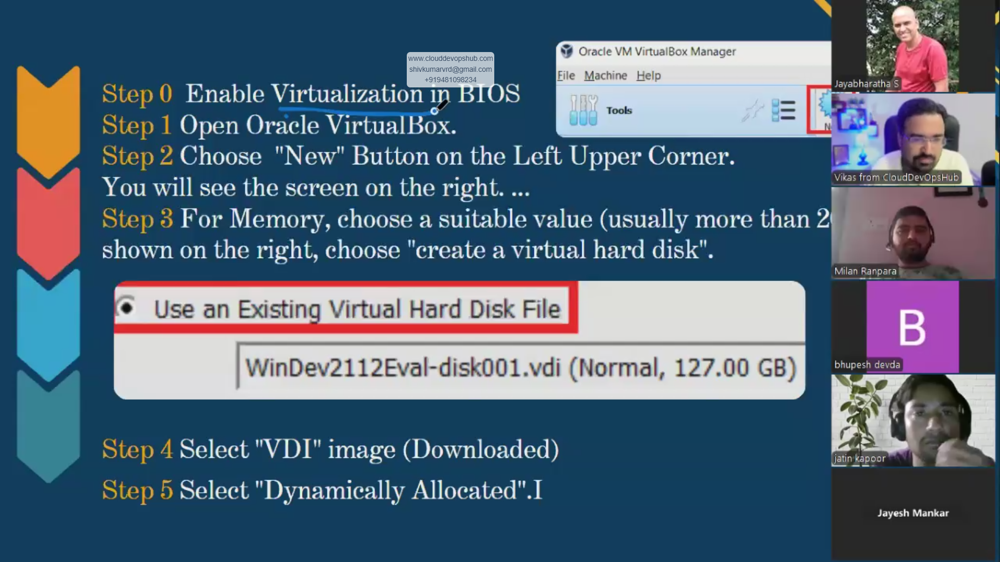 www.clouddevopshub.com
shivkumarvrd@gmail.com
+919481098234
Step 0 Enable Virtualization in BIOS
Step 1 Open Oracle VirtualBox.
Step 2 Choose "New" Button on the Left Upper Corner.
You will see the screen on the right. ...
Step 3 For Memory, choose a suitable value (usually more than
shown on the right, choose "create a virtual hard disk".
Oracle VM VirtualBox Manager
File Machine Help
Tools
Use an Existing Virtual Hard Disk File
WinDev2112Eval-disk001.vdi (Normal, 127.00 GB)
Step 4 Select "VDI" image (Downloaded)
Step 5 Select "Dynamically Allocated".I
Jayabharatha S
Vikas from CloudDevOpsHub
Milan Ranpara
B
bhupesh devda
jatin kapoor
Jayesh Mankar